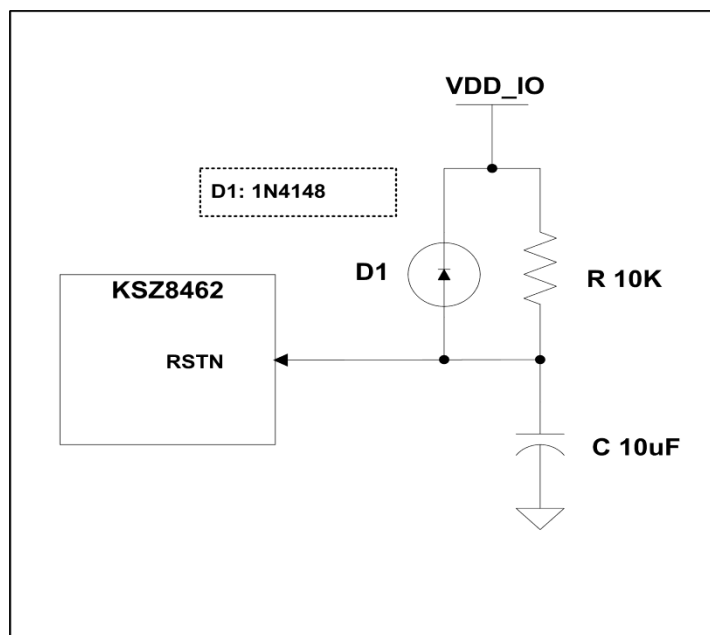 VDD_IO
D1: 1N4148
D1
R 10K
KSZ8462
RSTN
C 10uF